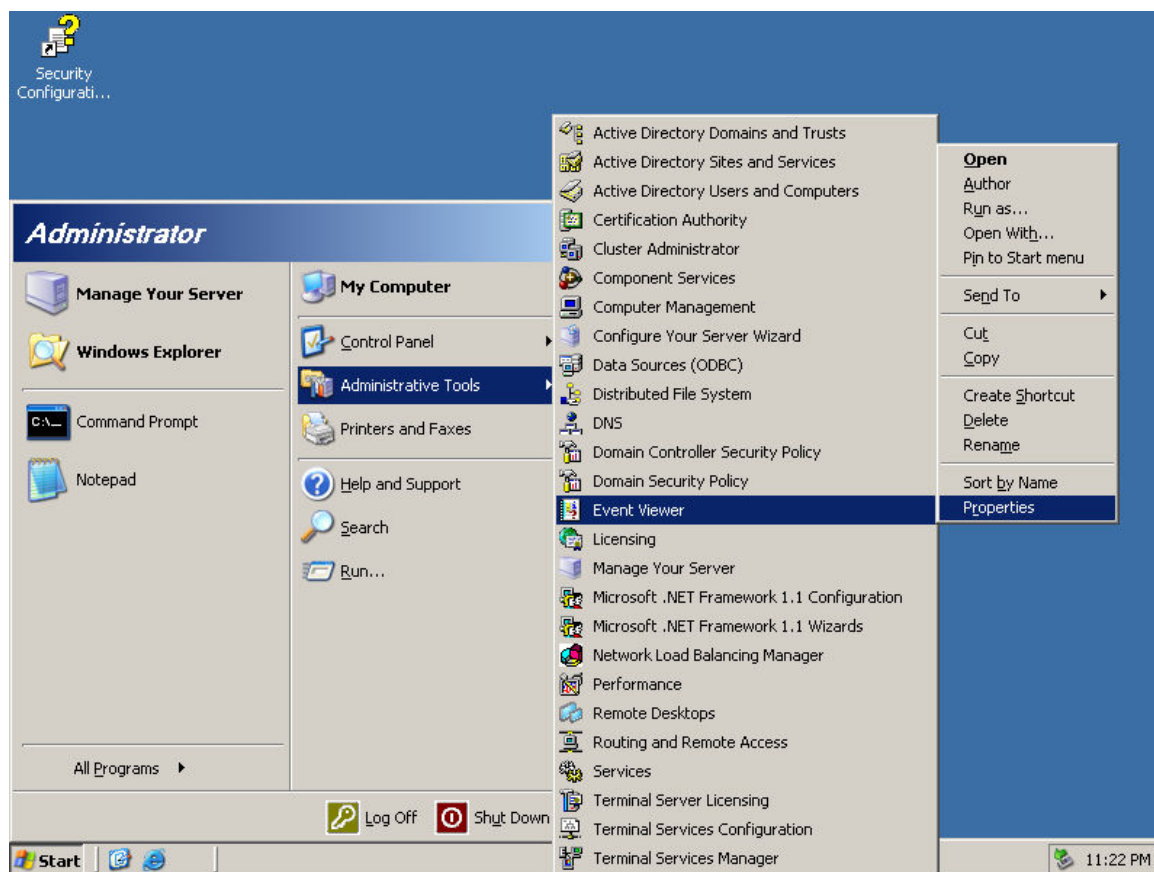 Security
Configurati...
Administrator
Manage Your Server
Windows Explorer
Command Prompt
Notepad
All Programs
My Computer
Control Panel
Administrative Tools
Printers and Faxes
Help and Support
Search
Run...
Log Off
Shut Down
Active Directory Domains and Trusts
Active Directory Sites and Services
Active Directory Users and Computers
Certification Authority
Cluster Administrator
Component Services
Computer Management
Configure Your Server Wizard
Data Sources (ODBC)
Distributed File System
DNS
Domain Controller Security Policy
Domain Security Policy
Event Viewer
Licensing
Manage Your Server
Microsoft .NET Framework 1.1 Configuration
Microsoft .NET Framework 1.1 Wizards
Network Load Balancing Manager
Performance
Remote Desktops
Routing and Remote Access
Services
Terminal Server Licensing
Terminal Services Configuration
Terminal Services Manager
Open
Author
Run as...
Open With...
Pin to Start menu
Send To
Cut
Copy
Create Shortcut
Delete
Rename
Sort by Name
Properties
Start
11:22 PM